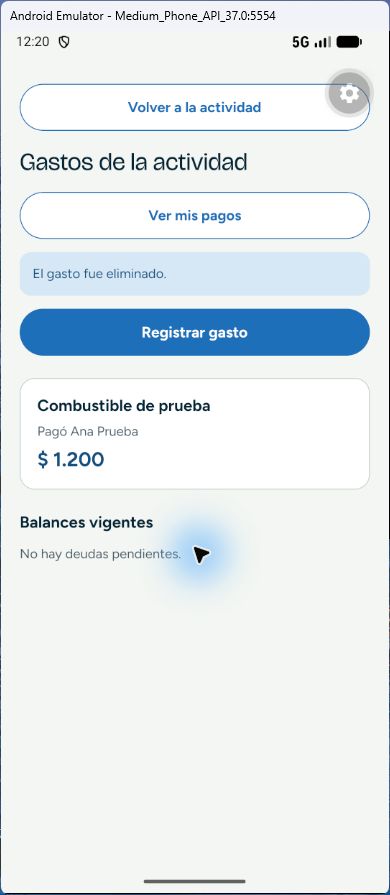 Android Emulator - Medium_Phone_API_37.0:5554
12:20 5G
Volver a la actividad
Gastos de la actividad
Ver mis pagos
El gasto fue eliminado.
Registrar gasto
Combustible de prueba
Pagó Ana Prueba
$ 1.200
Balances vigentes
No hay deudas pendientes.